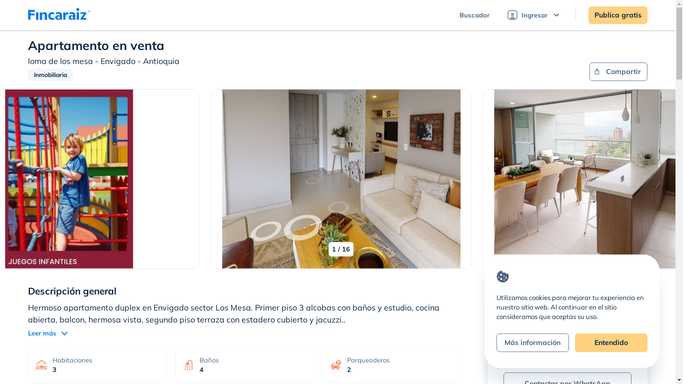 Fincaraiz
Buscador
Ingresar
Publica gratis
Apartamento en venta
loma de los mesa - Envigado - Antioquia
Inmobiliaria
Compartir
JUEGOS INFANTILES
1 / 16
Descripción general
Hermoso apartamento duplex en Envigado sector Los Mesa. Primer piso 3 alcobas con baños y estudio, cocina
abierta, balcon, hermosa vista, segundo piso terraza con estadero cubierto y jacuzzi..
Leer más
Habitaciones
3
Baños
4
Parqueaderos
2
Utilizamos cookies para mejorar tu experiencia en
nuestro sitio web. Al continuar en el sitio
consideramos que aceptas su uso.
Más información
Entendido
Contactar por WhatsApp